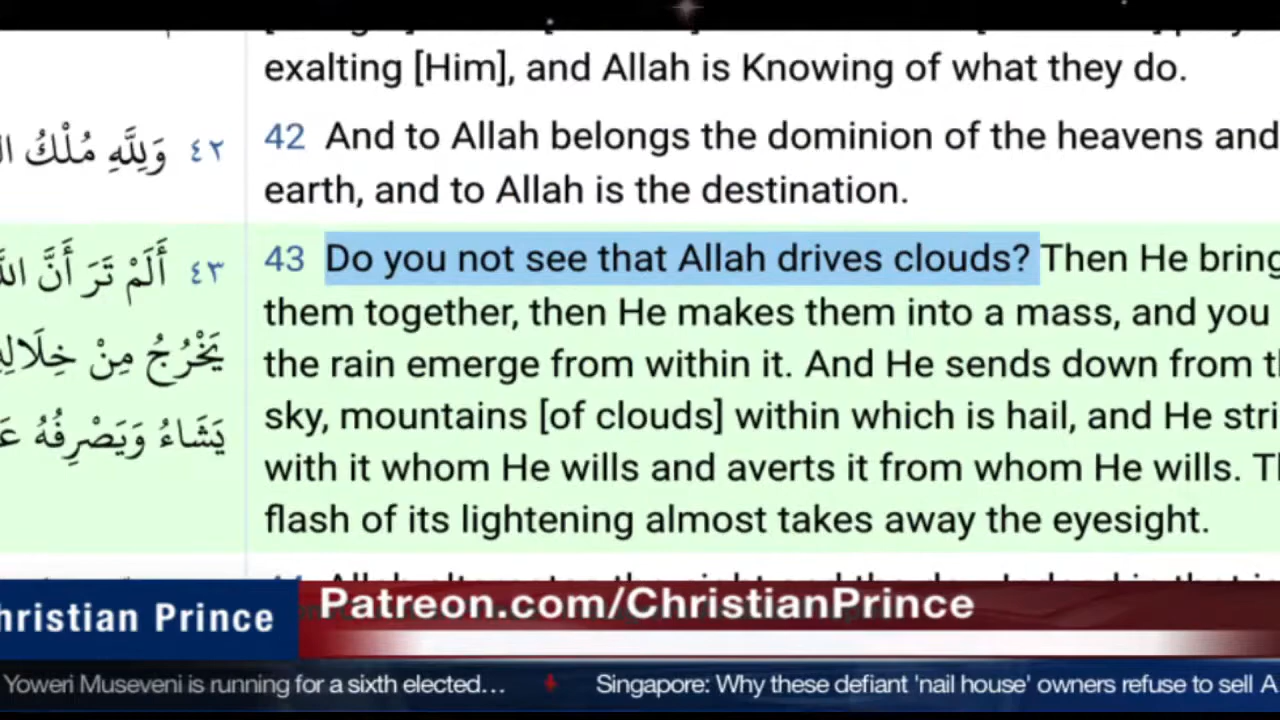 exalting [Him], and Allah is Knowing of what they do.
٤٢ وَلِلَّهِ مُلْكُ
42 And to Allah belongs the dominion of the heavens and
earth, and to Allah is the destination.
٤٣ أَلَمْ تَرَ أَنَّ
يَخْرُجُ مِنْ
يَشَاءُ وَيَصْرِفُهُ
43 Do you not see that Allah drives clouds? Then He bring
them together, then He makes them into a mass, and you
the rain emerge from within it. And He sends down from
sky, mountains [of clouds] within which is hail, and He stri
with it whom He wills and averts it from whom He wills.
flash of its lightening almost takes away the eyesight.
hristian Prince
Patreon.com/ChristianPrince
Yoweri Museveni is running for a sixth elected...
Singapore: Why these defiant 'nail house' owners refuse to sell A